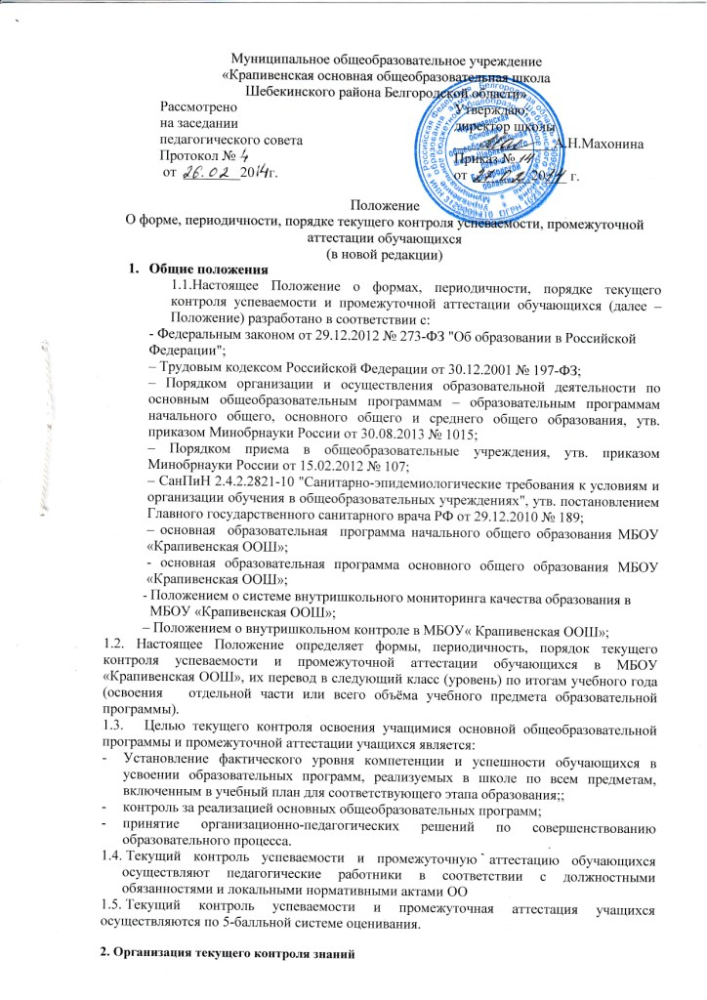 Муниципальное общеобразовательное учреждение
«Крапивенская основная общеобразовательная школа
Шебекинского района Белгородской области»
Рассмотрено
на заседании
педагогического совета
Протокол № 4
от 26.02 2014г.
Утверждаю:
директор школы
А.Н.Махонина
Приказ № 14
от 20 г.
Положение
О форме, периодичности, порядке текущего контроля успеваемости, промежуточной
аттестации обучающихся
(в новой редакции)
1. Общие положения
1.1.Настоящее Положение о формах, периодичности, порядке текущего
контроля успеваемости и промежуточной аттестации обучающихся (далее –
Положение) разработано в соответствии с:
- Федеральным законом от 29.12.2012 № 273-ФЗ "Об образовании в Российской
Федерации";
– Трудовым кодексом Российской Федерации от 30.12.2001 № 197-ФЗ;
– Порядком организации и осуществления образовательной деятельности по
основным общеобразовательным программам – образовательным программам
начального общего, основного общего и среднего общего образования, утв.
приказом Минобрнауки России от 30.08.2013 № 1015;
– Порядком приема в общеобразовательные учреждения, утв. приказом
Минобрнауки России от 15.02.2012 № 107;
– СанПиН 2.4.2.2821-10 "Санитарно-эпидемиологические требования к условиям и
организации обучения в общеобразовательных учреждениях", утв. постановлением
Главного государственного санитарного врача РФ от 29.12.2010 № 189;
– основная образовательная программа начального общего образования МБОУ
«Крапивенская ООШ»;
- основная образовательная программа основного общего образования МБОУ
«Крапивенская ООШ»;
- Положением о системе внутришкольного мониторинга качества образования в
МБОУ «Крапивенская ООШ»;
– Положением о внутришкольном контроле в МБОУ« Крапивенская ООШ»;
1.2. Настоящее Положение определяет формы, периодичность, порядок текущего
контроля успеваемости и промежуточной аттестации обучающихся в МБОУ
«Крапивенская ООШ», их перевод в следующий класс (уровень) по итогам учебного года
(освоения отдельной части или всего объёма учебного предмета образовательной
программы).
1.3. Целью текущего контроля освоения учащимися основной общеобразовательной
программы и промежуточной аттестации учащихся является:
- Установление фактического уровня компетенции и успешности обучающихся в
усвоении образовательных программ, реализуемых в школе по всем предметам,
включенным в учебный план для соответствующего этапа образования;;
- контроль за реализацией основных общеобразовательных программ;
- принятие организационно-педагогических решений по совершенствованию
образовательного процесса.
1.4. Текущий контроль успеваемости и промежуточную аттестацию обучающихся
осуществляют педагогические работники в соответствии с должностными
обязанностями и локальными нормативными актами ОО
1.5. Текущий контроль успеваемости и промежуточная аттестация учащихся
осуществляются по 5-балльной системе оценивания.
2. Организация текущего контроля знаний